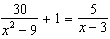 30/(x² − 9) + 1 = 5/(x − 3)